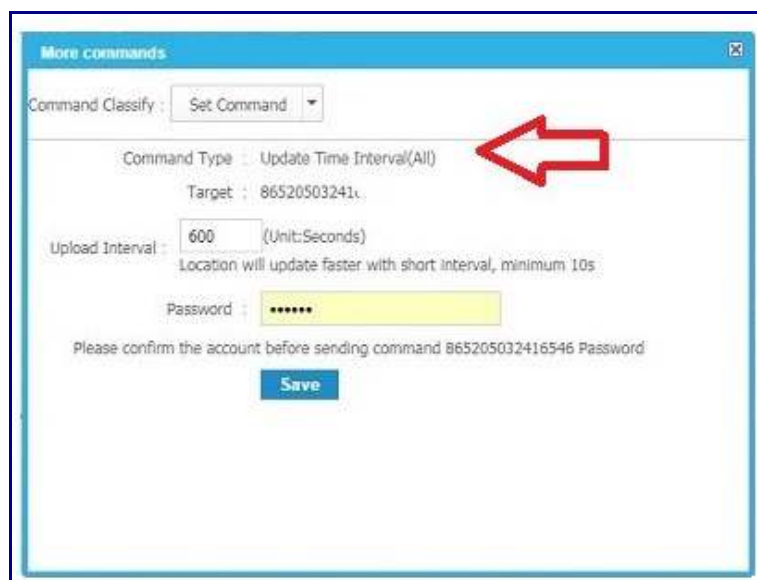 More commands
Command Classify : Set Command
Command Type : Update Time Interval(All)
Target : 86520503241
Upload Interval : 600 (Unit:Seconds)
Location will update faster with short interval, minimum 10s
Password : ••••••
Please confirm the account before sending command 865205032416546 Password
Save